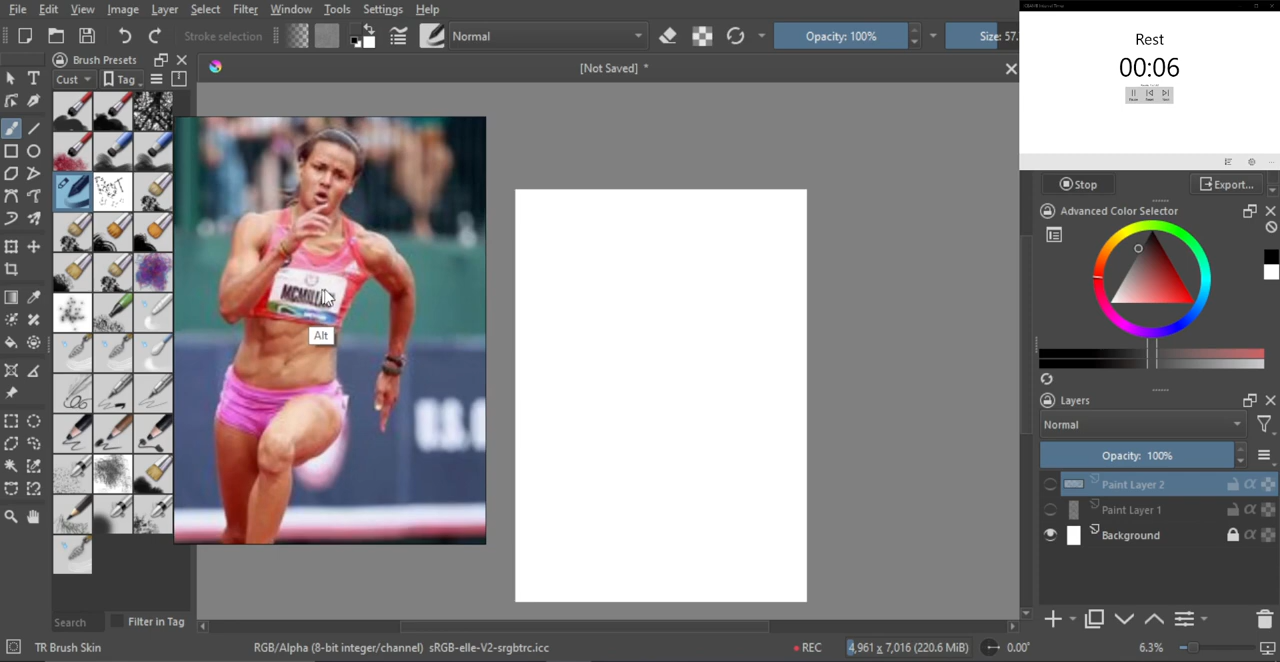 File Edit View Image Layer Select Filter Tools Settings Window Help
Rest
00:06
Stroke selection
Normal
Opacity: 100%
Size: 57.
Brush Presets
[Not Saved] *
Cust
Tag
Stop
Export...
Advanced Color Selector
MCMILL
Alt
U.S.
Layers
Normal
Opacity: 100%
Paint Layer 2
Paint Layer 1
Background
Search
Filter in Tag
TR Brush Skin
RGB/Alpha (8-bit integer/channel) sRGB-elle-V2-srgbtrc.icc
REC
4,961 x 7,016 (220.6 MiB)
0.00°
6.3%